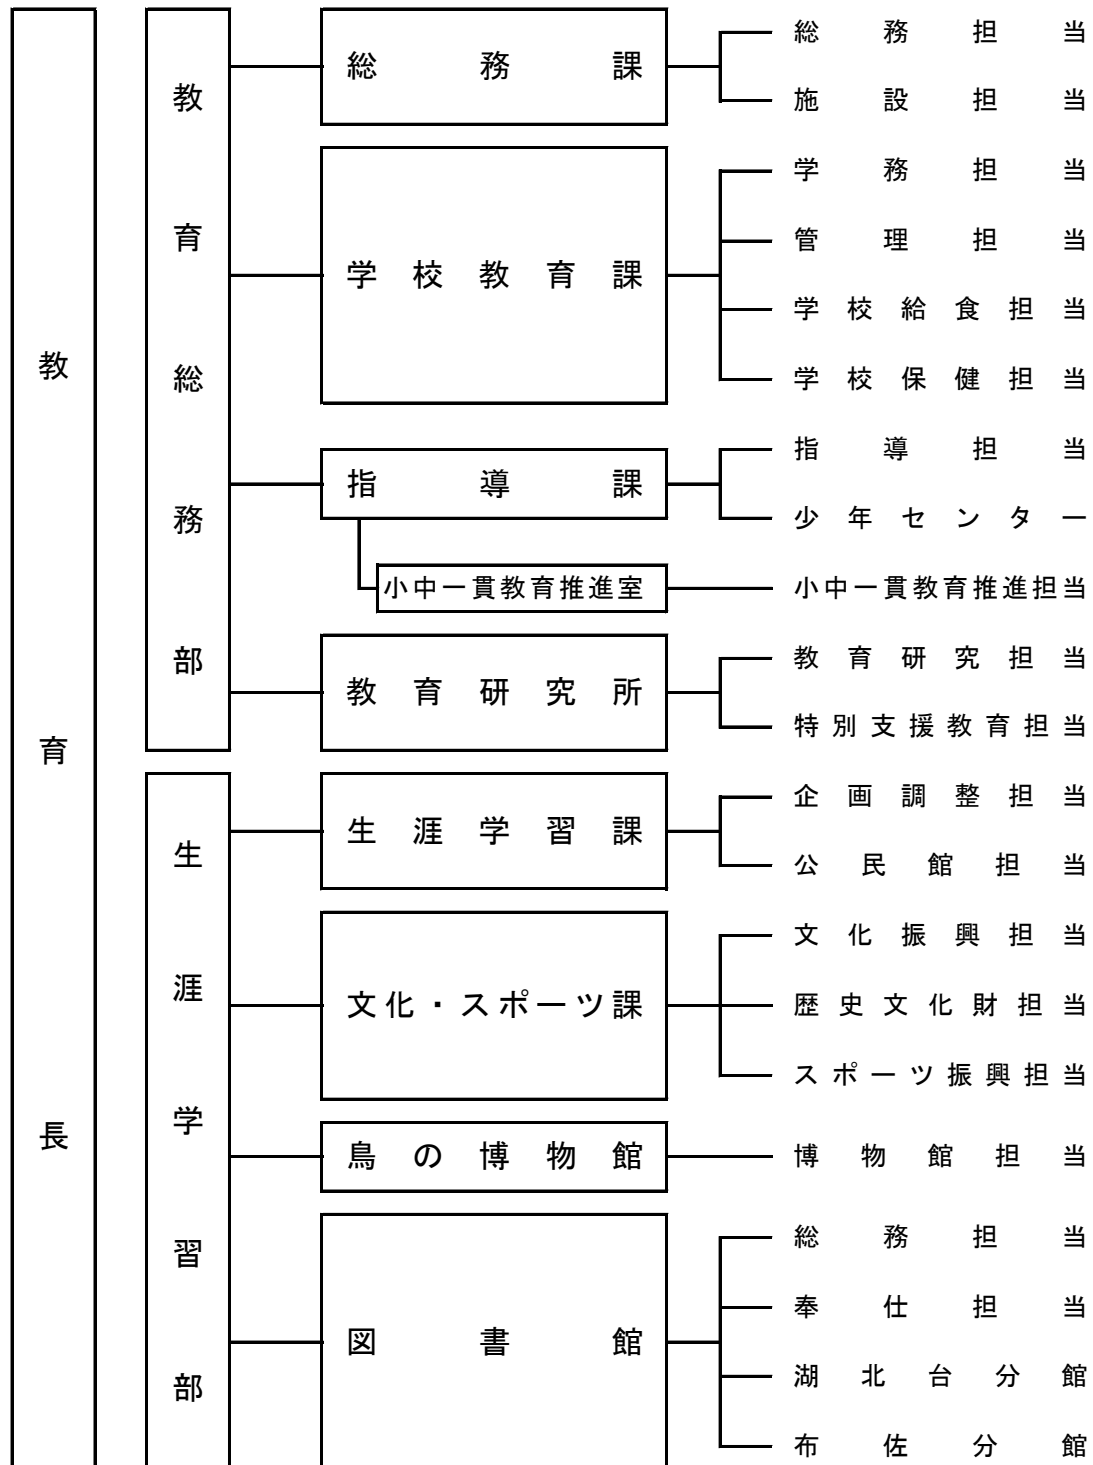 教育長
教育総務部
総務課
総務担当
施設担当
学校教育課
学務担当
管理担当
学校給食担当
学校保健担当
指導課
指導担当
少年センター
小中一貫教育推進室
小中一貫教育推進担当
教育研究所
教育研究担当
特別支援教育担当
生涯学習部
生涯学習課
企画調整担当
公民館担当
文化・スポーツ課
文化振興担当
歴史文化財担当
スポーツ振興担当
鳥の博物館
博物館担当
図書館
総務担当
奉仕担当
湖北台分館
布佐分館